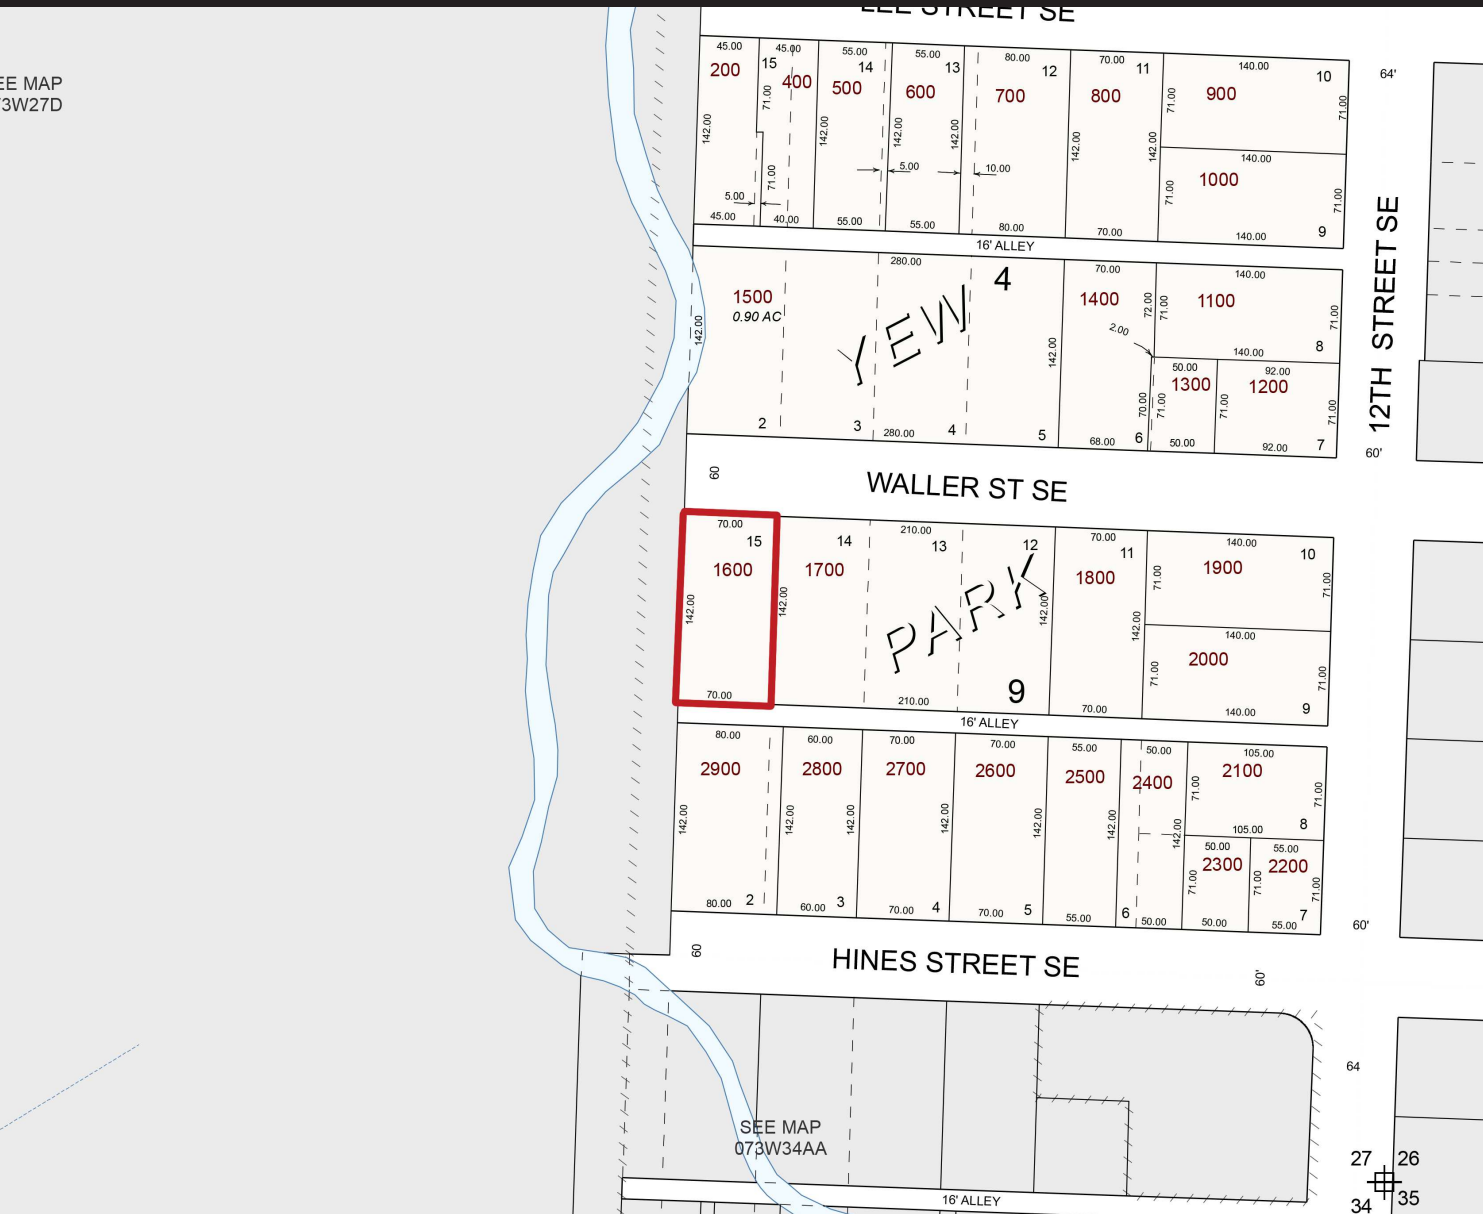 LEE STREET SE
EE MAP
73W27D
64'
45.00 45.00 55.00 55.00 80.00 70.00 140.00
200 15 400 14 500 13 600 12 700 11 800 900 10
142.00 71.00 142.00 142.00 142.00 142.00 142.00 71.00 71.00
140.00
1000
71.00 71.00 71.00
5.00 5.00 10.00
45.00 40.00 55.00 55.00 80.00 70.00 140.00 9
16' ALLEY
12TH STREET SE
280.00 4 70.00 140.00
1500 1400 1100
0.90 AC
142.00 YEW 142.00 72.00 71.00 71.00
2.00 140.00 8
50.00 92.00
1300 1200
70.00 71.00 71.00 71.00
2 3 280.00 4 5 68.00 6 50.00 92.00 7
60'
60 WALLER ST SE
70.00 210.00 70.00 140.00
15 14 13 12 11 10
1600 1700 1800 1900
142.00 142.00 PARK 142.00 142.00 71.00 71.00
140.00
2000
71.00 71.00
9
70.00 210.00 70.00 140.00 9
16' ALLEY
80.00 60.00 70.00 70.00 55.00 50.00 105.00
2900 2800 2700 2600 2500 2400 2100
142.00 142.00 142.00 142.00 142.00 142.00 142.00 71.00 71.00
105.00 8
50.00 55.00
2300 2200
71.00 71.00 71.00
80.00 2 60.00 3 70.00 4 70.00 5 55.00 6 50.00 50.00 55.00 7
60'
60 HINES STREET SE 60'
64
SEE MAP
073W34AA
27 26
34 35
16' ALLEY